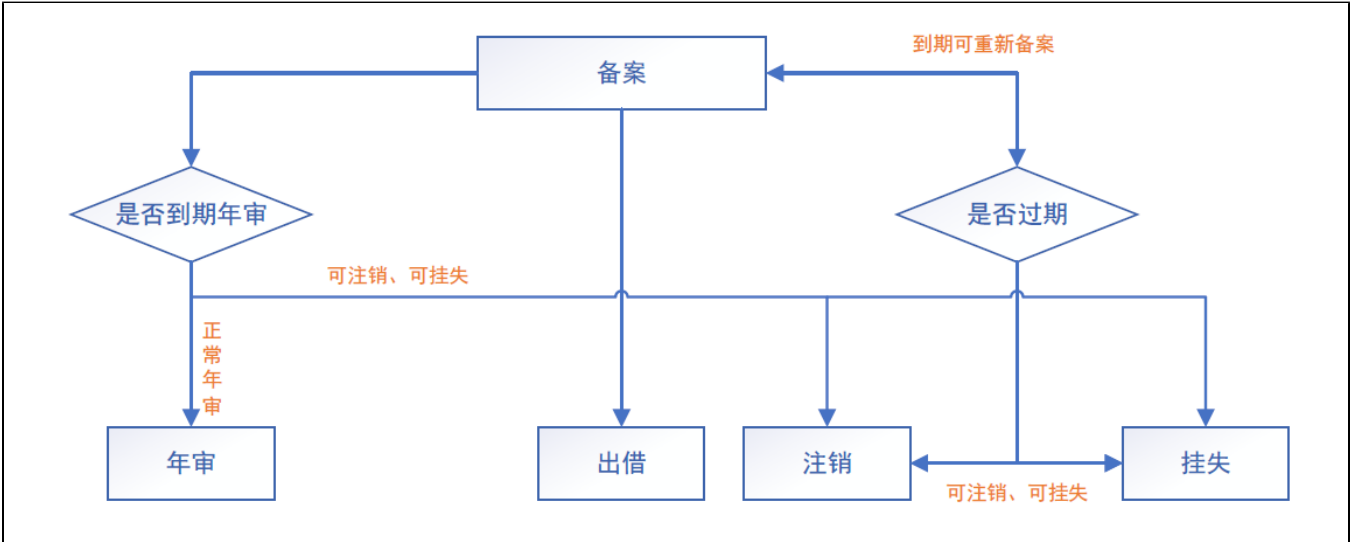 到期可重新备案
备案
是否到期年审
是否过期
可注销、可挂失
正常年审
年审
出借
注销
挂失
可注销、可挂失